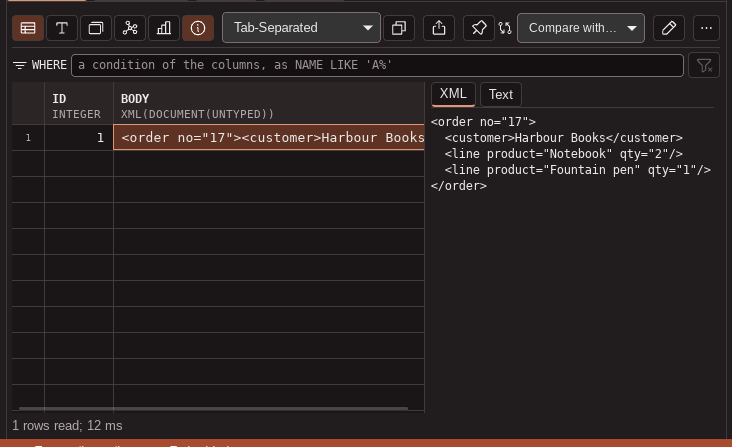 Tab-Separated
Compare with...
WHERE a condition of the columns, as NAME LIKE 'A%'
ID BODY
INTEGER XML(DOCUMENT(UNTYPED))
1 1 <order no="17"><customer>Harbour Books
XML Text
<order no="17">
<customer>Harbour Books</customer>
<line product="Notebook" qty="2"/>
<line product="Fountain pen" qty="1"/>
</order>
1 rows read; 12 ms